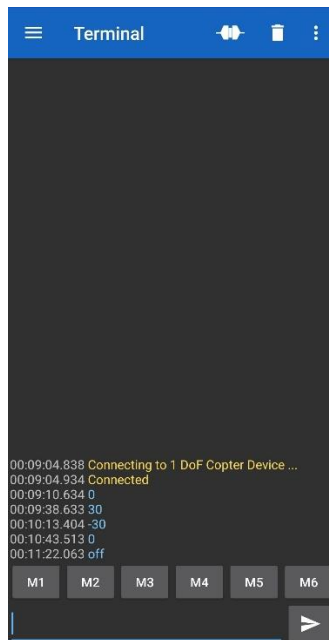 Terminal
00:09:04.838 Connecting to 1 DoF Copter Device ...
00:09:04.934 Connected
00:09:10.634 0
00:09:38.633 30
00:10:13.404 -30
00:10:43.513 0
00:11:22.063 off
M1 M2 M3 M4 M5 M6